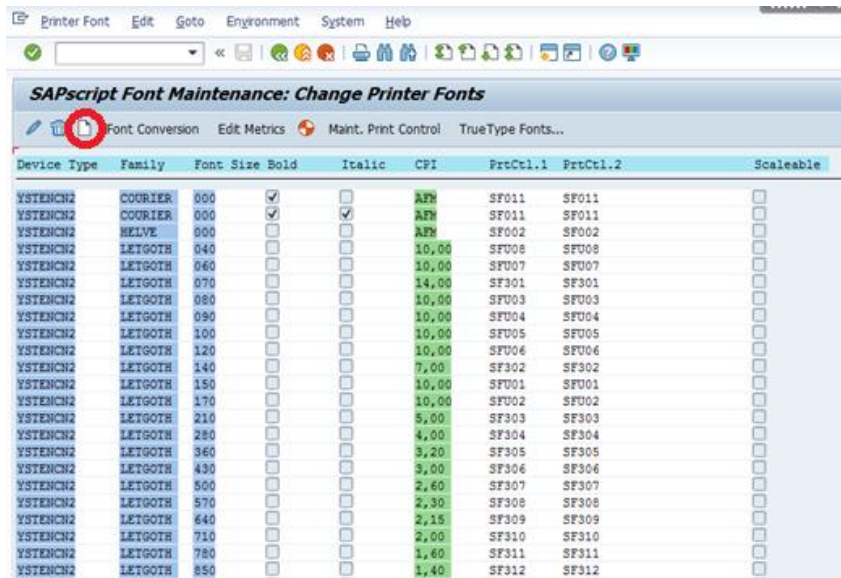 Printer Font Edit Goto Environment System Help
SAPscript Font Maintenance: Change Printer Fonts
Font Conversion Edit Metrics Maint. Print Control TrueType Fonts...
Device Type Family Font Size Bold Italic CPI PrtCtl.1 PrtCtl.2 Scaleable
YSTENCN2 COURIER 000 AFM SF011 SF011
YSTENCN2 COURIER 000 AFM SF011 SF011
YSTENCN2 HELVE 000 AFM SF002 SF002
YSTENCN2 LETGOTH 040 10,00 SFU08 SFU08
YSTENCN2 LETGOTH 060 10,00 SFU07 SFU07
YSTENCN2 LETGOTH 070 14,00 SF301 SF301
YSTENCN2 LETGOTH 080 10,00 SFU03 SFU03
YSTENCN2 LETGOTH 090 10,00 SFU04 SFU04
YSTENCN2 LETGOTH 100 10,00 SFU05 SFU05
YSTENCN2 LETGOTH 120 10,00 SFU06 SFU06
YSTENCN2 LETGOTH 140 7,00 SF302 SF302
YSTENCN2 LETGOTH 150 10,00 SFU01 SFU01
YSTENCN2 LETGOTH 170 10,00 SFU02 SFU02
YSTENCN2 LETGOTH 210 5,00 SF303 SF303
YSTENCN2 LETGOTH 280 4,00 SF304 SF304
YSTENCN2 LETGOTH 360 3,20 SF305 SF305
YSTENCN2 LETGOTH 430 3,00 SF306 SF306
YSTENCN2 LETGOTH 500 2,60 SF307 SF307
YSTENCN2 LETGOTH 570 2,30 SF308 SF308
YSTENCN2 LETGOTH 640 2,15 SF309 SF309
YSTENCN2 LETGOTH 710 2,00 SF310 SF310
YSTENCN2 LETGOTH 780 1,60 SF311 SF311
YSTENCN2 LETGOTH 850 1,40 SF312 SF312